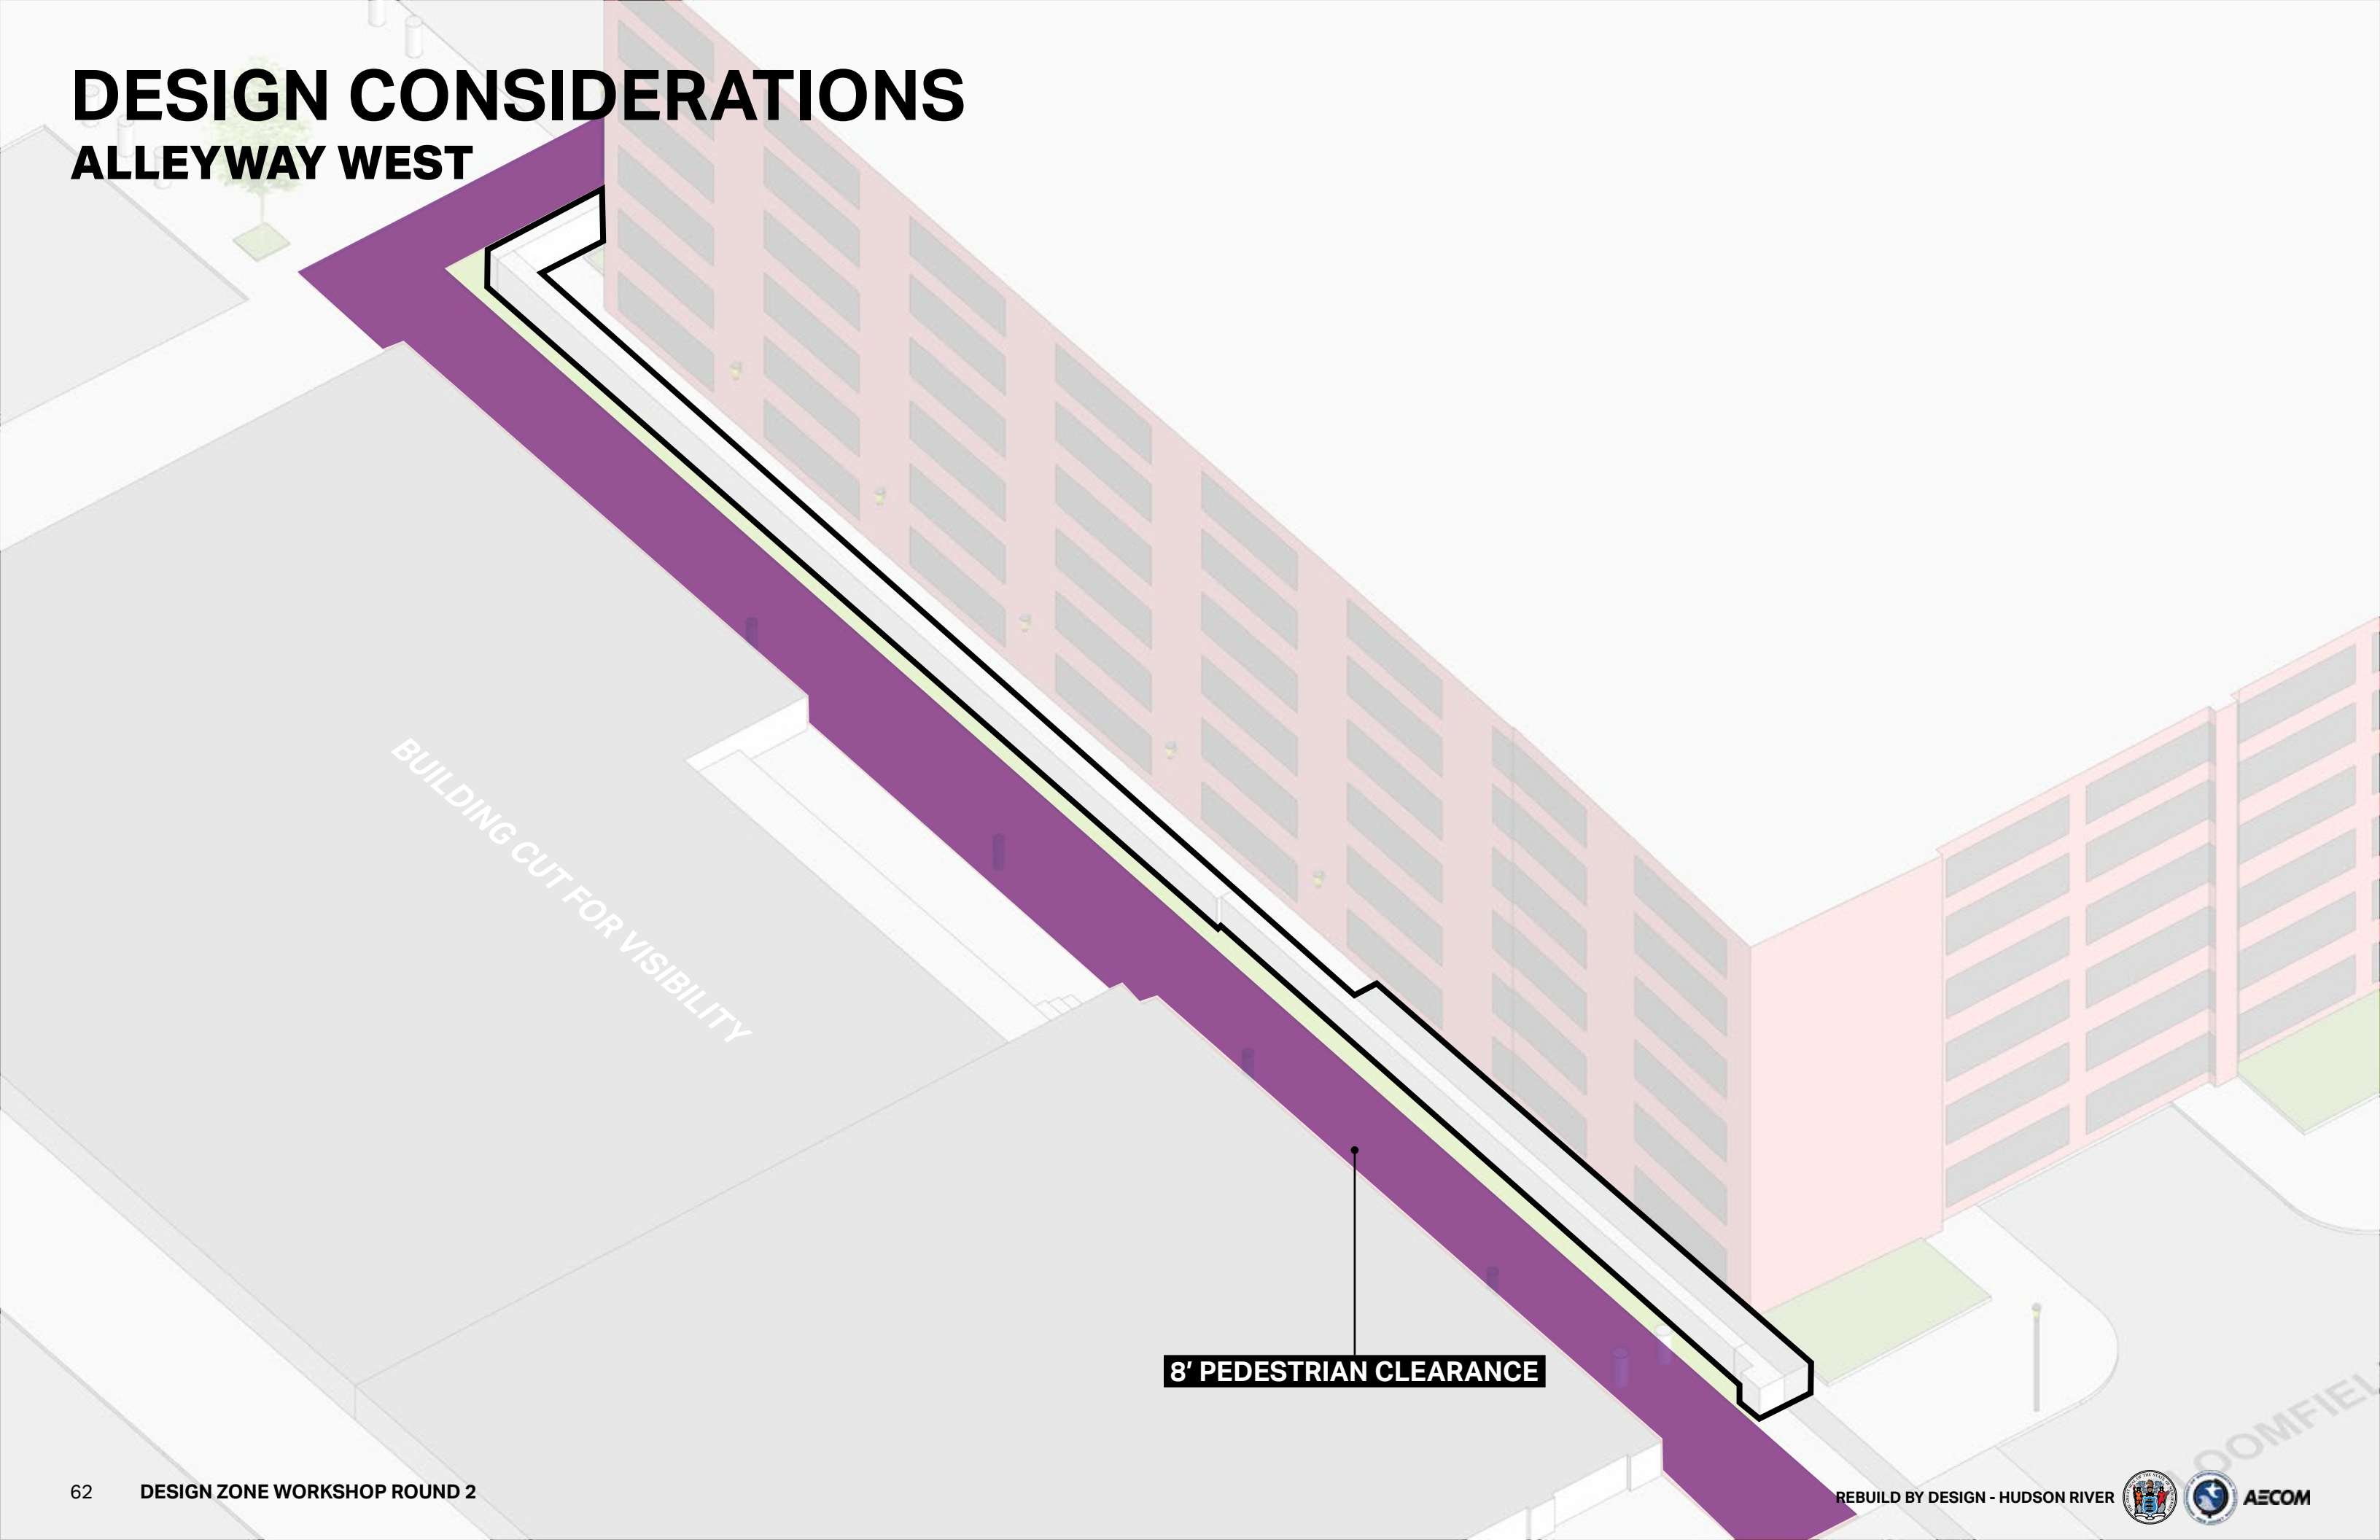 DESIGN CONSIDERATIONS
ALLEYWAY WEST
BUILDING CUT FOR VISIBILITY
8' PEDESTRIAN CLEARANCE
LOOMFIEL
62 DESIGN ZONE WORKSHOP ROUND 2
REBUILD BY DESIGN - HUDSON RIVER AECOM